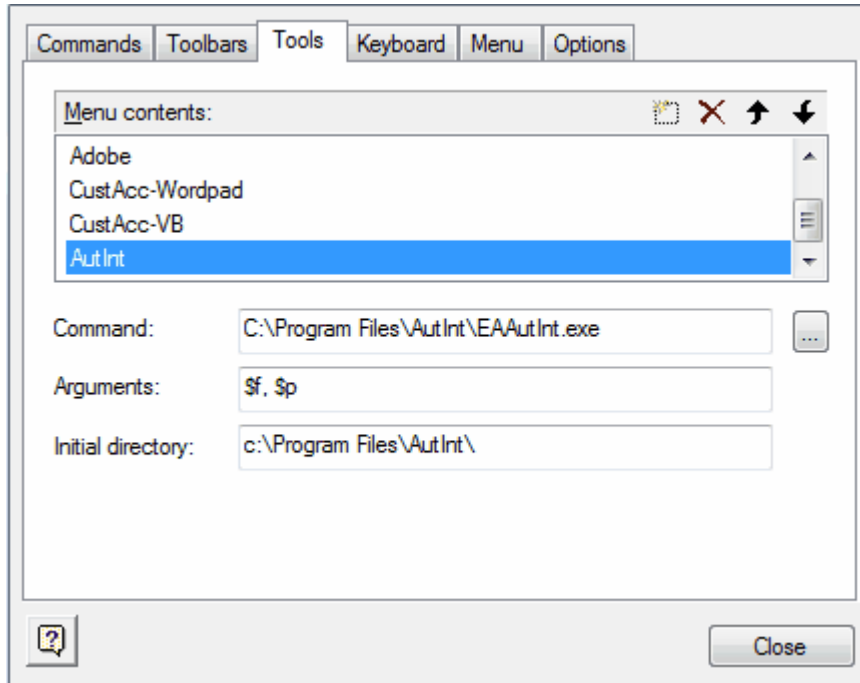 Commands Toolbars Tools Keyboard Menu Options
Menu contents:
Adobe
CustAcc-Wordpad
CustAcc-VB
AutInt
Command: C:\Program Files\AutInt\EAAutInt.exe ...
Arguments: $f, $p
Initial directory: c:\Program Files\AutInt\
? Close